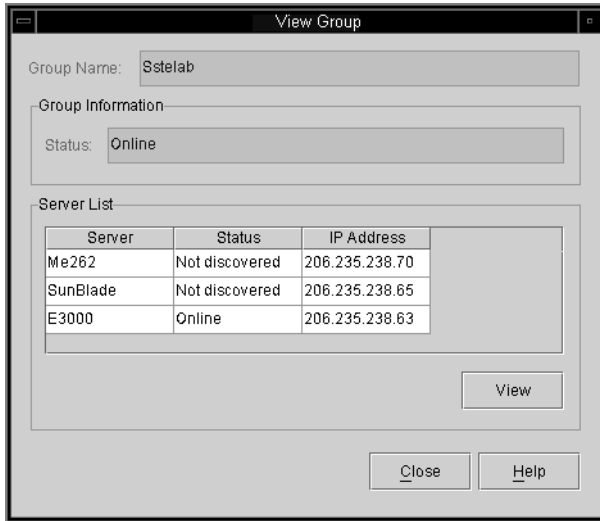 View Group
Group Name: Sstelab
Group Information
Status: Online
Server List
Server Status IP Address
Me262 Not discovered 206.235.238.70
SunBlade Not discovered 206.235.238.65
E3000 Online 206.235.238.63
View
Close Help